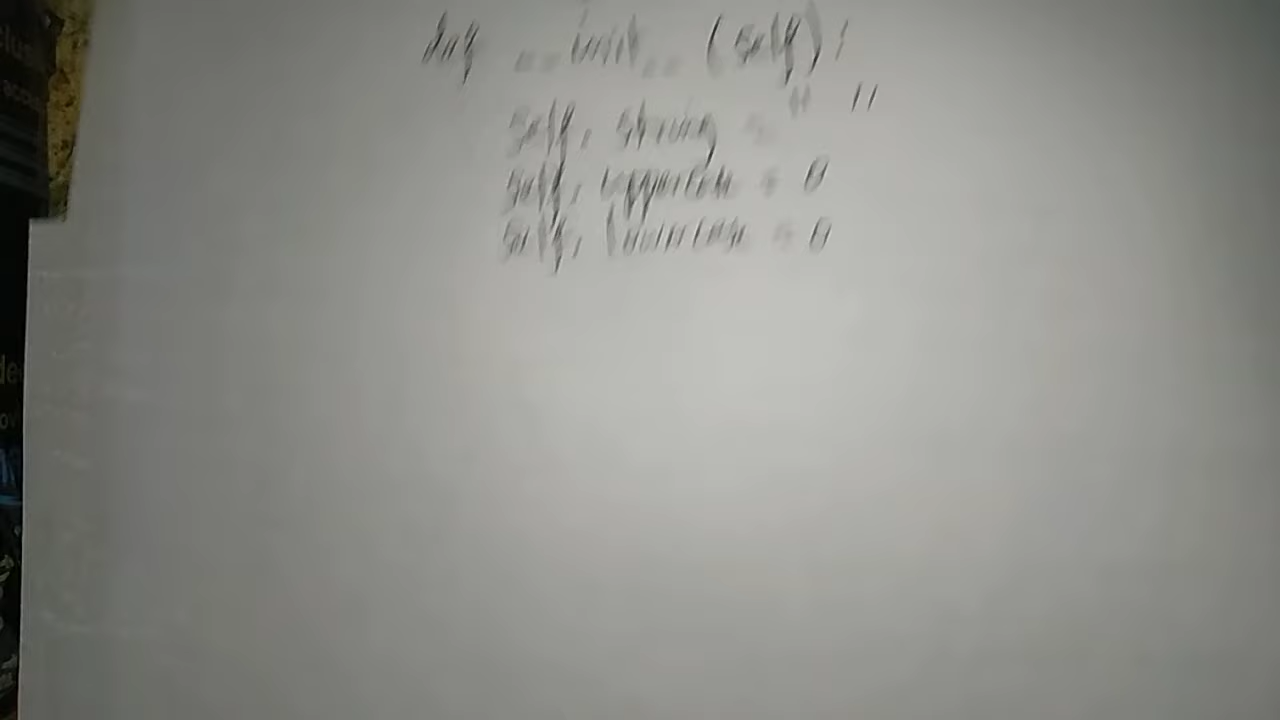 def __init__ (self):
self. string = " "
self. uppercase = 0
self. lowercase = 0